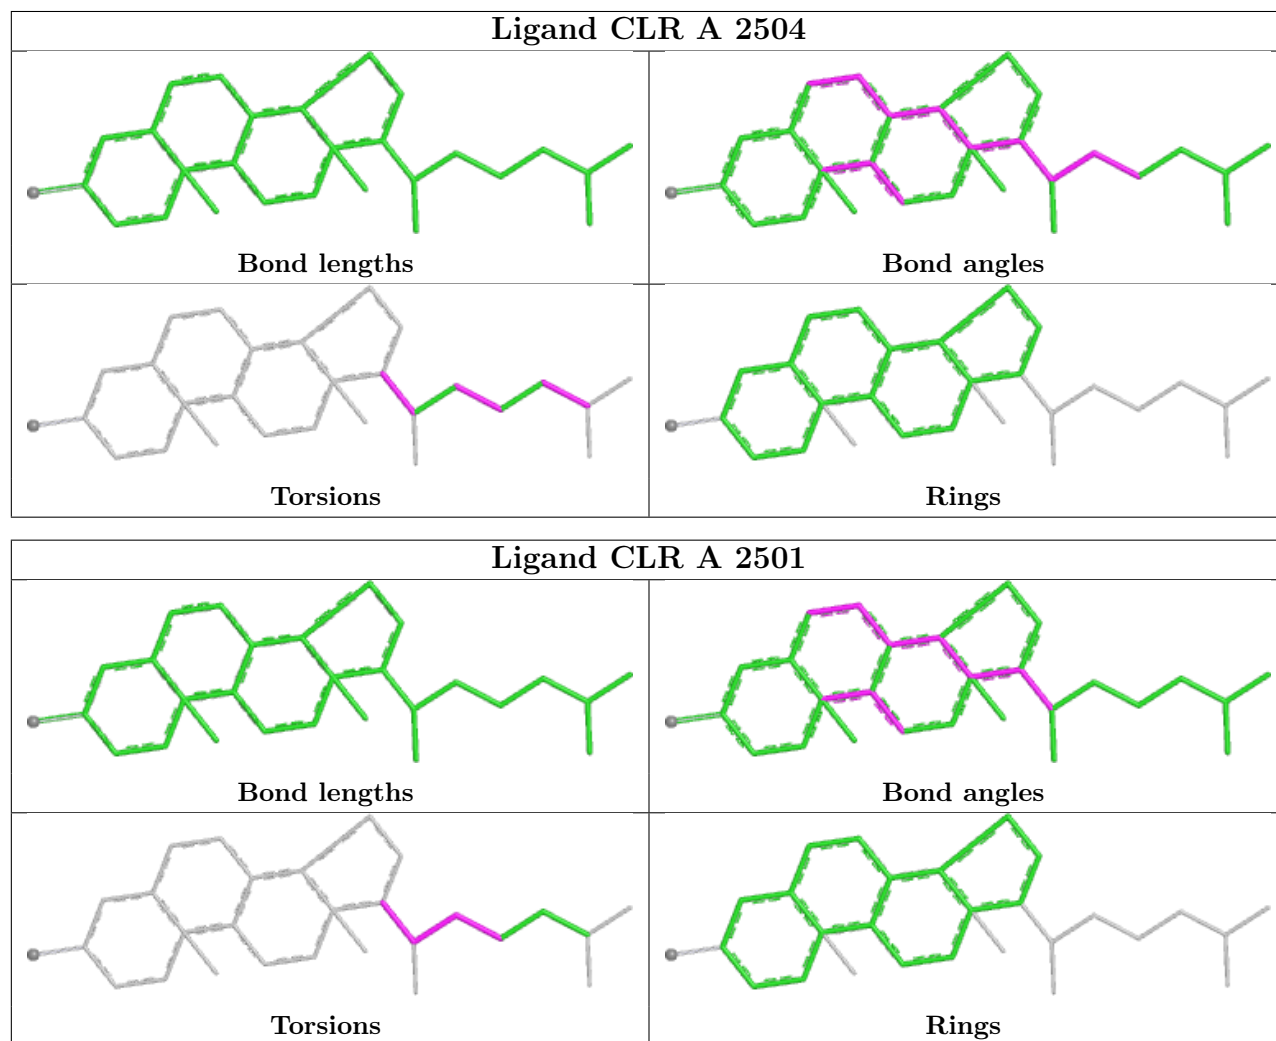 Ligand CLR A 2504
Bond lengths
Bond angles
Torsions
Rings
Ligand CLR A 2501
Bond lengths
Bond angles
Torsions
Rings